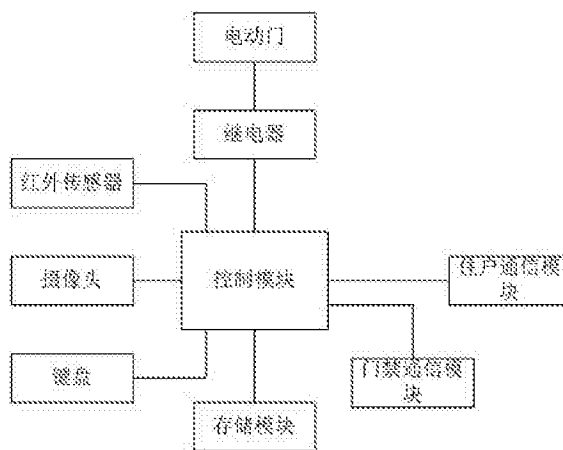 电动门
继电器
红外传感器
摄像头
控制模块
住户通信模
块
键盘
门禁通信模
块
存储模块